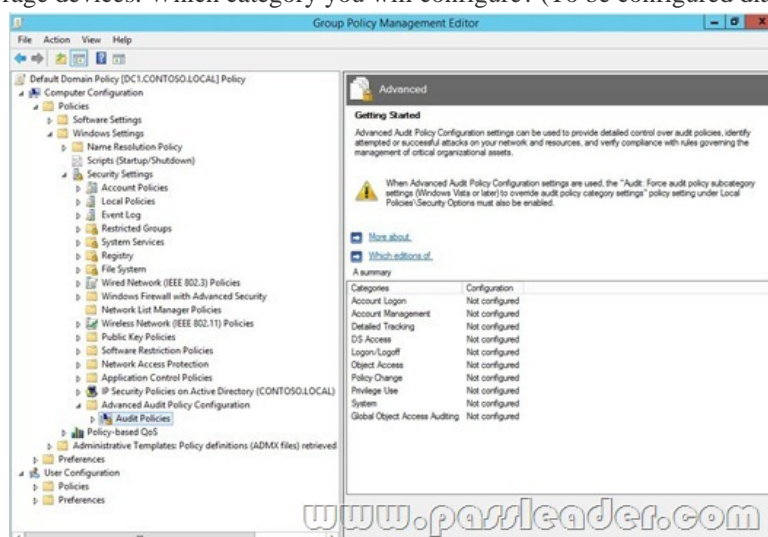 rage devices. Which category you will configure? (To be configured
Group Policy Management Editor
File Action View Help
Default Domain Policy [DC1.CONTOSO.LOCAL] Policy
Computer Configuration
Policies
Software Settings
Windows Settings
Name Resolution Policy
Scripts (Startup/Shutdown)
Security Settings
Account Policies
Local Policies
Event Log
Restricted Groups
System Services
Registry
File System
Wired Network (IEEE 802.3) Policies
Windows Firewall with Advanced Security
Network List Manager Policies
Wireless Network (IEEE 802.11) Policies
Public Key Policies
Software Restriction Policies
Network Access Protection
Application Control Policies
IP Security Policies on Active Directory (CONTOSO.LOCAL)
Advanced Audit Policy Configuration
Audit Policies
Policy-based QoS
Administrative Templates: Policy definitions (ADMX files) retrieved
Preferences
User Configuration
Policies
Preferences
Advanced
Getting Started
Advanced Audit Policy Configuration settings can be used to provide detailed control over audit policies, identify
attempted or successful attacks on your network and resources, and verify compliance with rules governing the
management of critical organizational assets.
When Advanced Audit Policy Configuration settings are used, the "Audit: Force audit policy subcategory
settings (Windows Vista or later) to override audit policy category settings" policy setting under Local
Policies\Security Options must also be enabled.
More about
Which editions of
A summary
Categories Configuration
Account Logon Not configured
Account Management Not configured
Detailed Tracking Not configured
DS Access Not configured
Logon/Logoff Not configured
Object Access Not configured
Policy Change Not configured
Privilege Use Not configured
System Not configured
Global Object Access Auditing Not configured
www.passleader.com